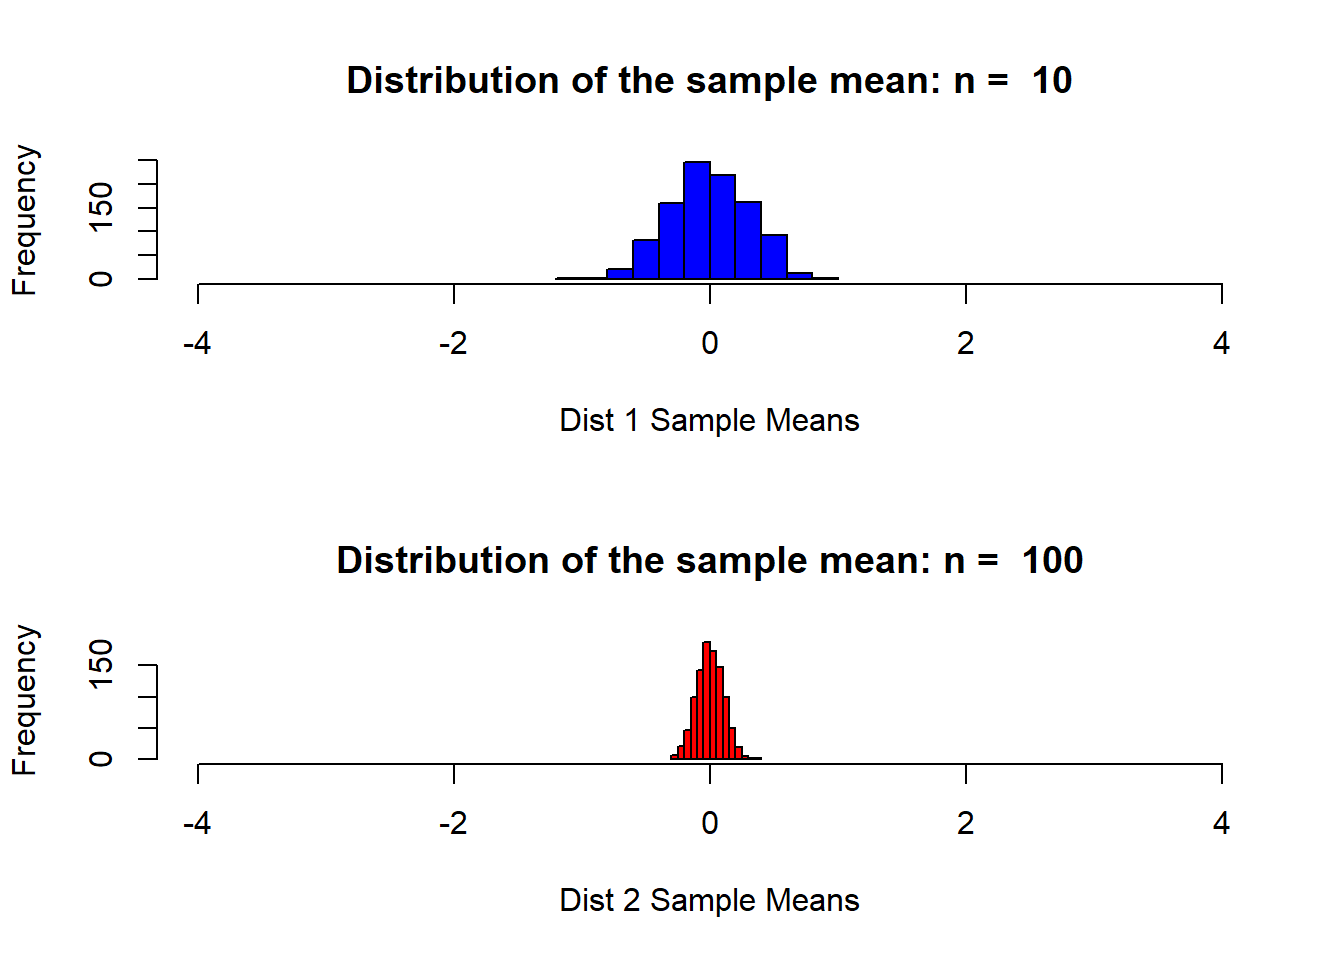 Distribution of the sample mean: n =  10
Frequency
150
0
-4 -2 0 2 4
Dist 1 Sample Means
Distribution of the sample mean: n =  100
Frequency
150
0
-4 -2 0 2 4
Dist 2 Sample Means